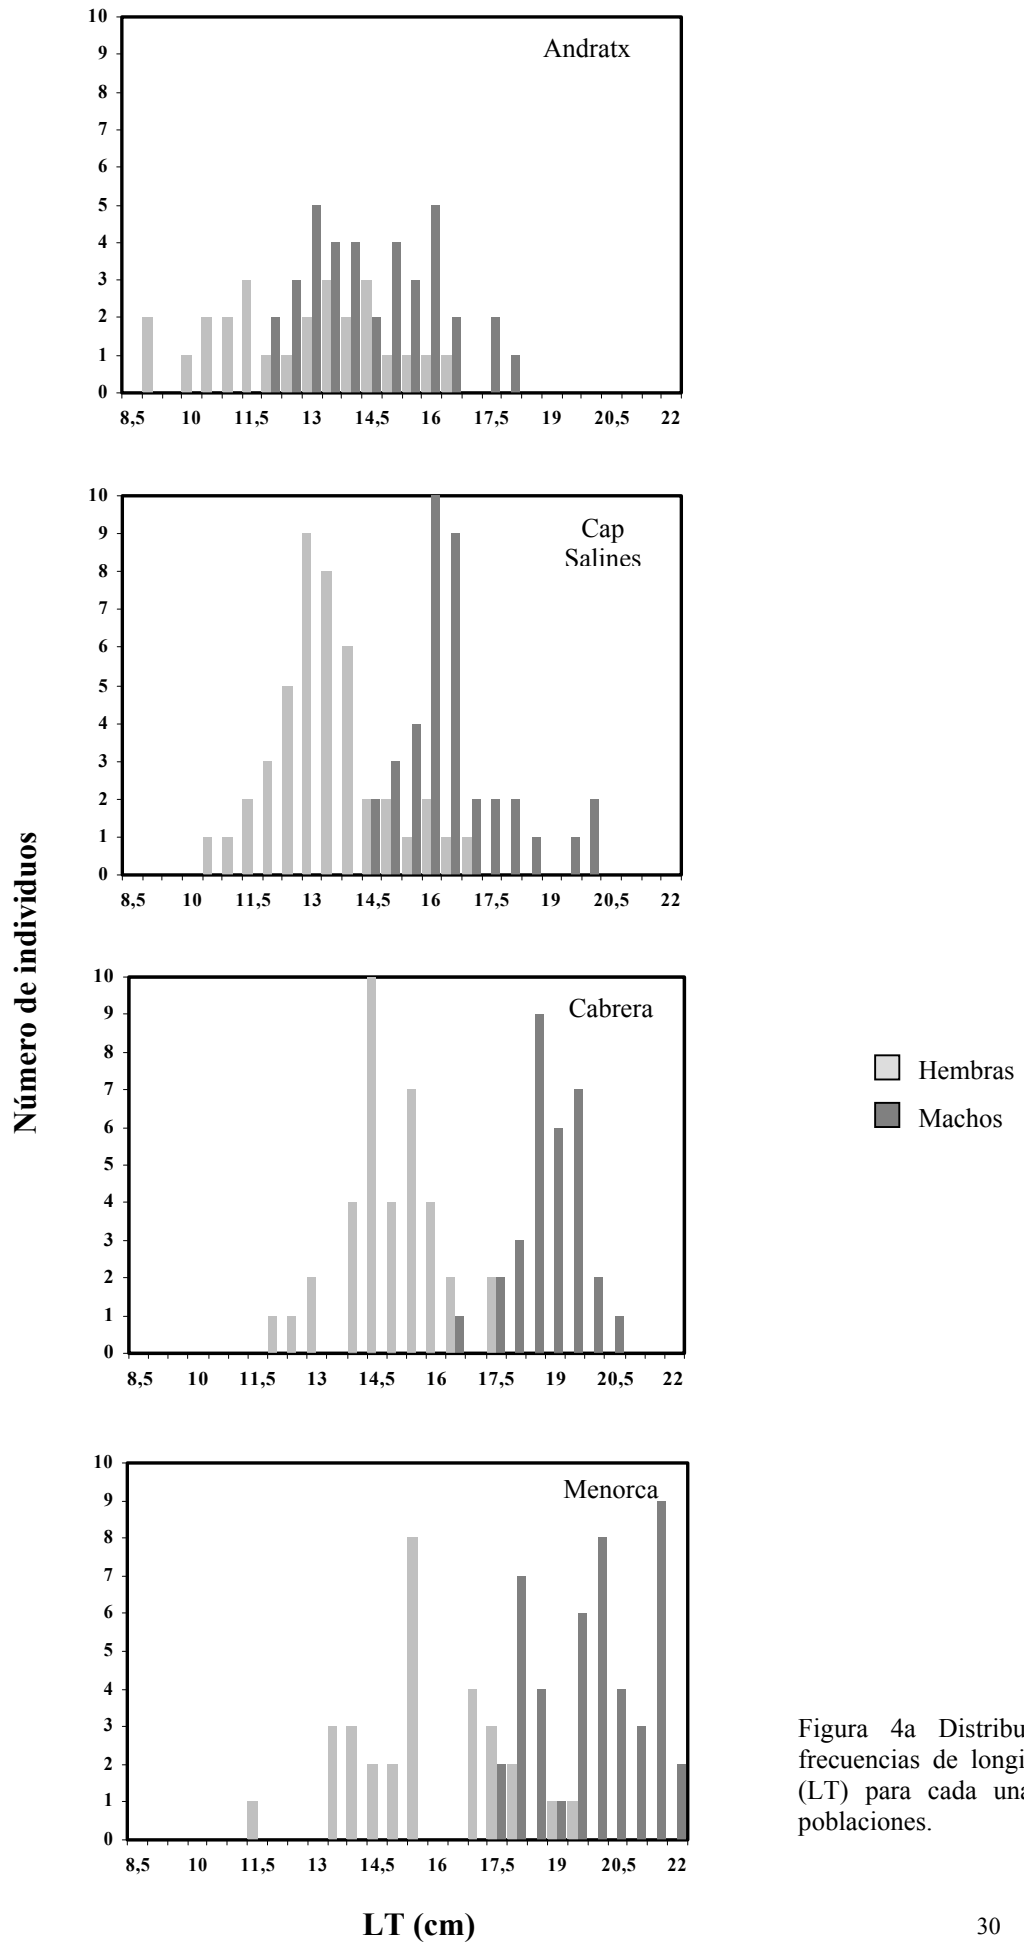 10
9
8
7
6
5
4
3
2
1
0
Andratx
8,5 10 11,5 13 14,5 16 17,5 19 20,5 22
10
9
8
7
6
5
4
3
2
1
0
Cap
Salines
8,5 10 11,5 13 14,5 16 17,5 19 20,5 22
Número de individuos
10
9
8
7
6
5
4
3
2
1
0
Cabrera
8,5 10 11,5 13 14,5 16 17,5 19 20,5 22
Hembras
Machos
10
9
8
7
6
5
4
3
2
1
0
Menorca
8,5 10 11,5 13 14,5 16 17,5 19 20,5 22
LT (cm)
Figura 4a Distribu
frecuencias de longi
(LT) para cada una
poblaciones.
30